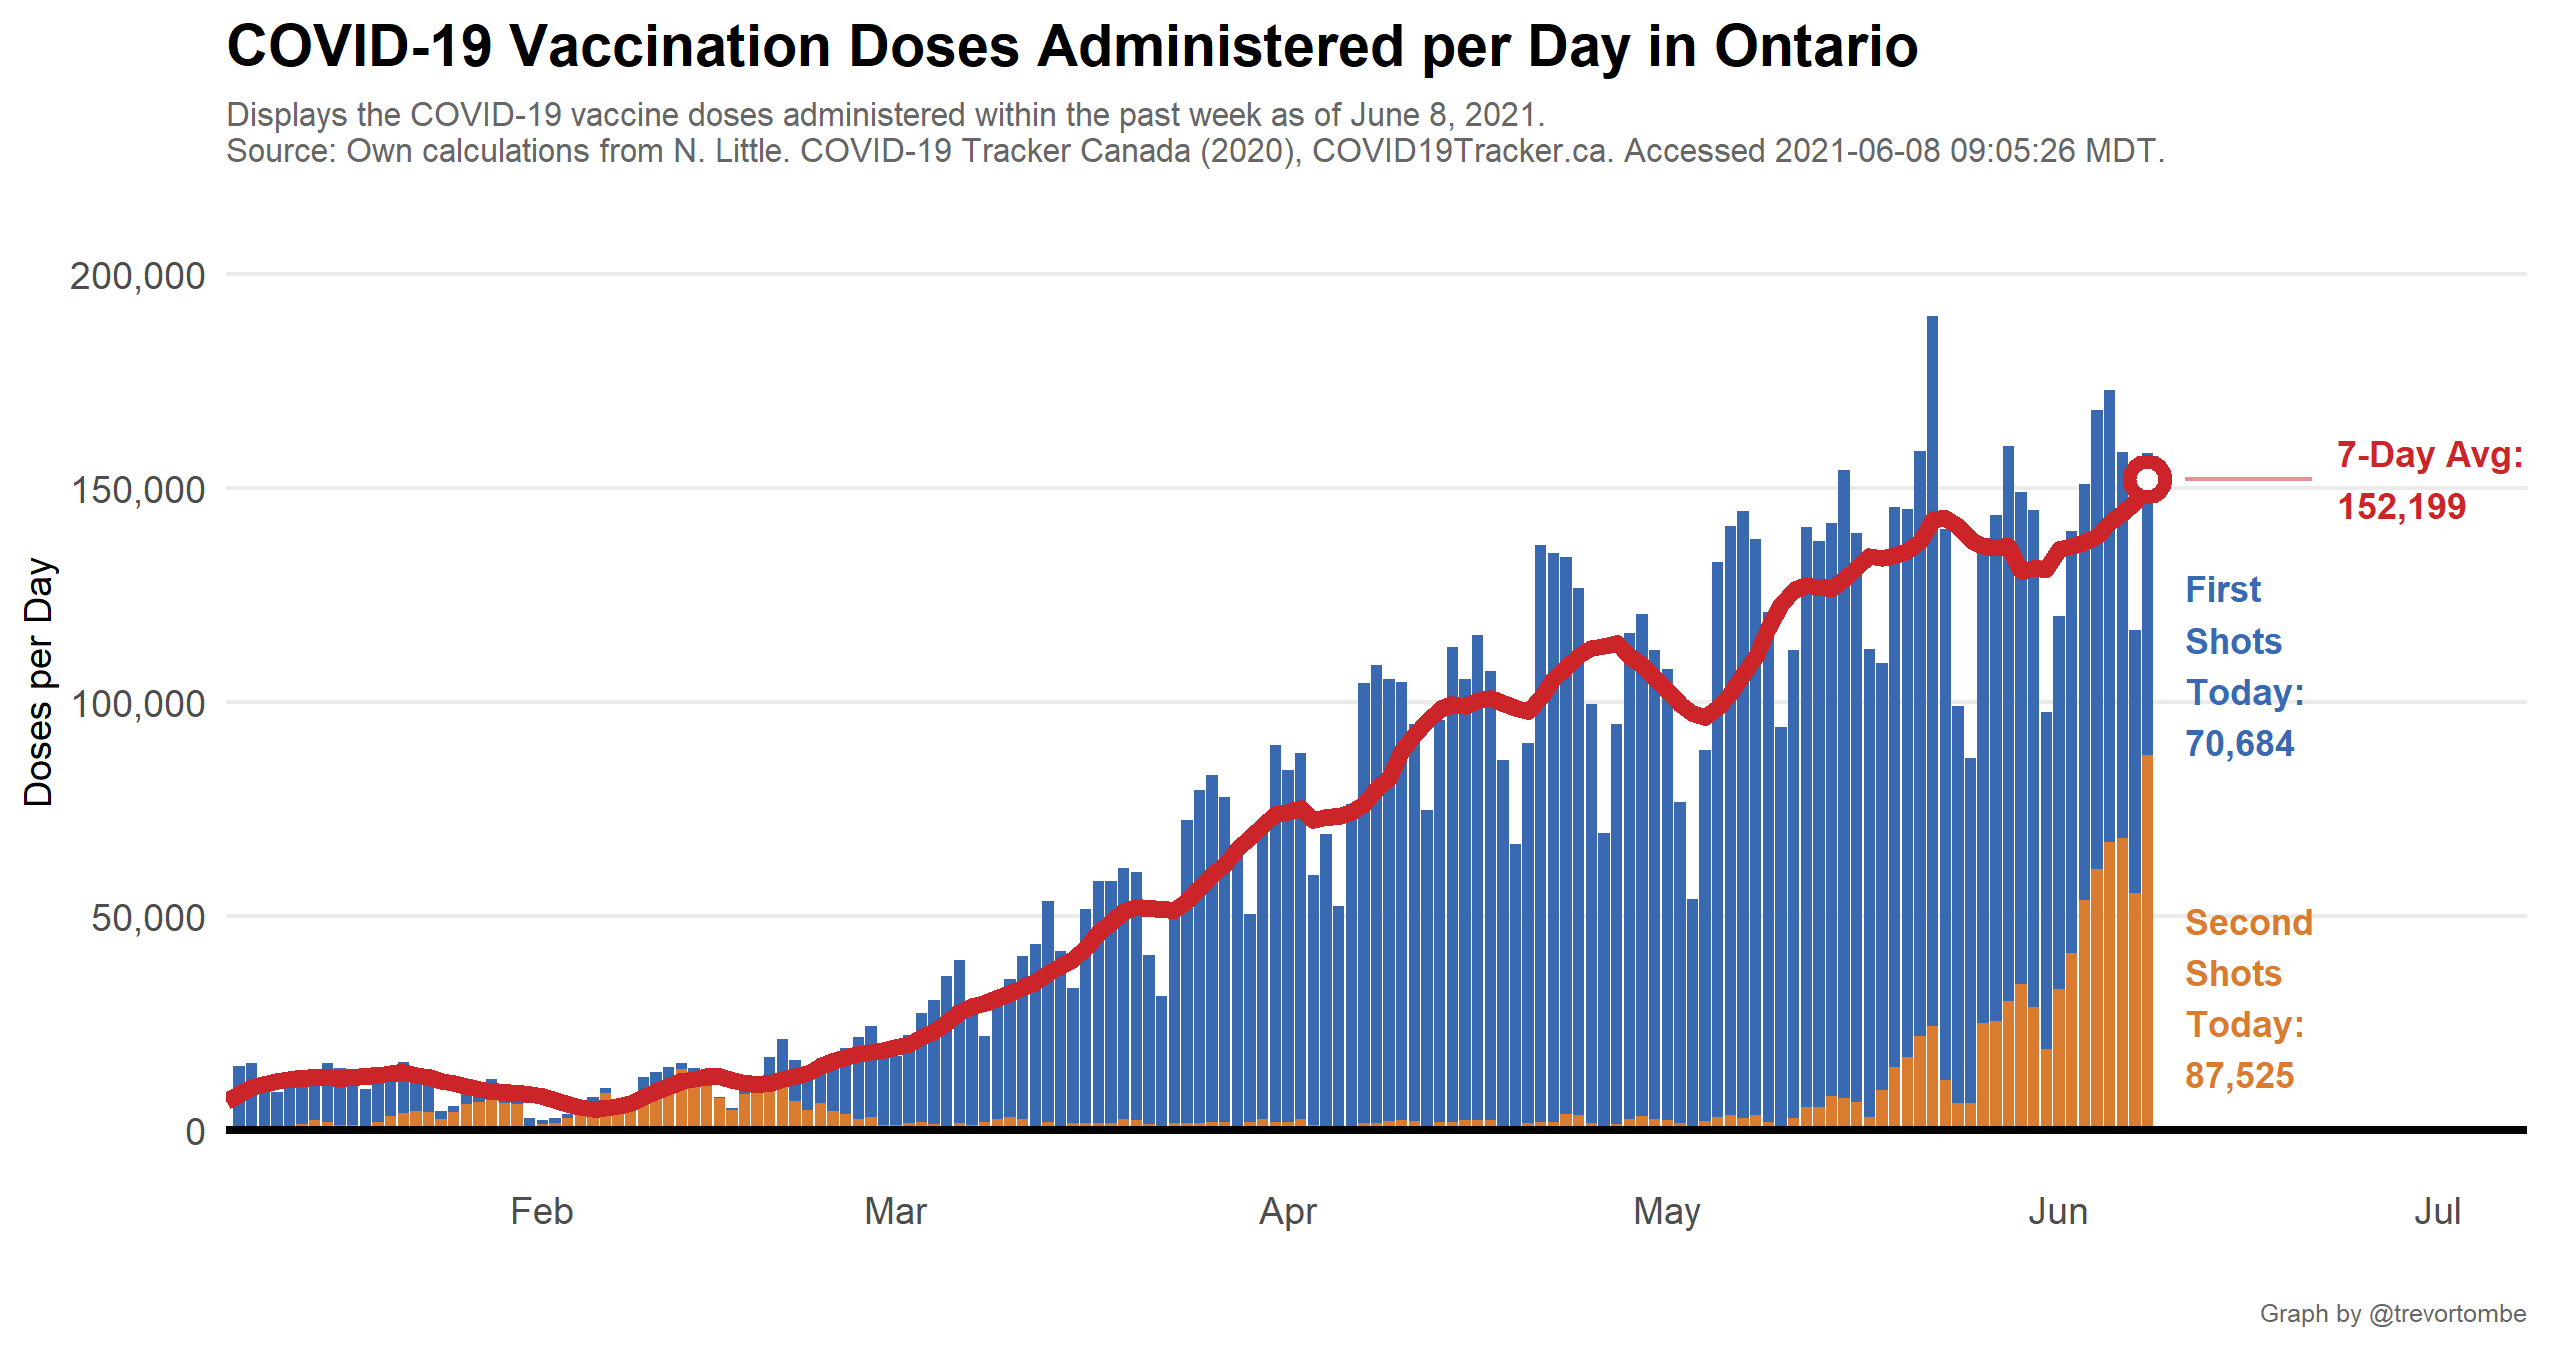 COVID-19 Vaccination Doses Administered per Day in Ontario
Displays the COVID-19 vaccine doses administered within the past week as of June 8, 2021.
Source: Own calculations from N. Little. COVID-19 Tracker Canada (2020), COVID19Tracker.ca. Accessed 2021-06-08 09:05:26 MDT.
200,000
150,000
100,000
50,000
0
Doses per Day
7-Day Avg:
152,199
First
Shots
Today:
70,684
Second
Shots
Today:
87,525
Feb
Mar
Apr
May
Jun
Jul
Graph by @trevortombe